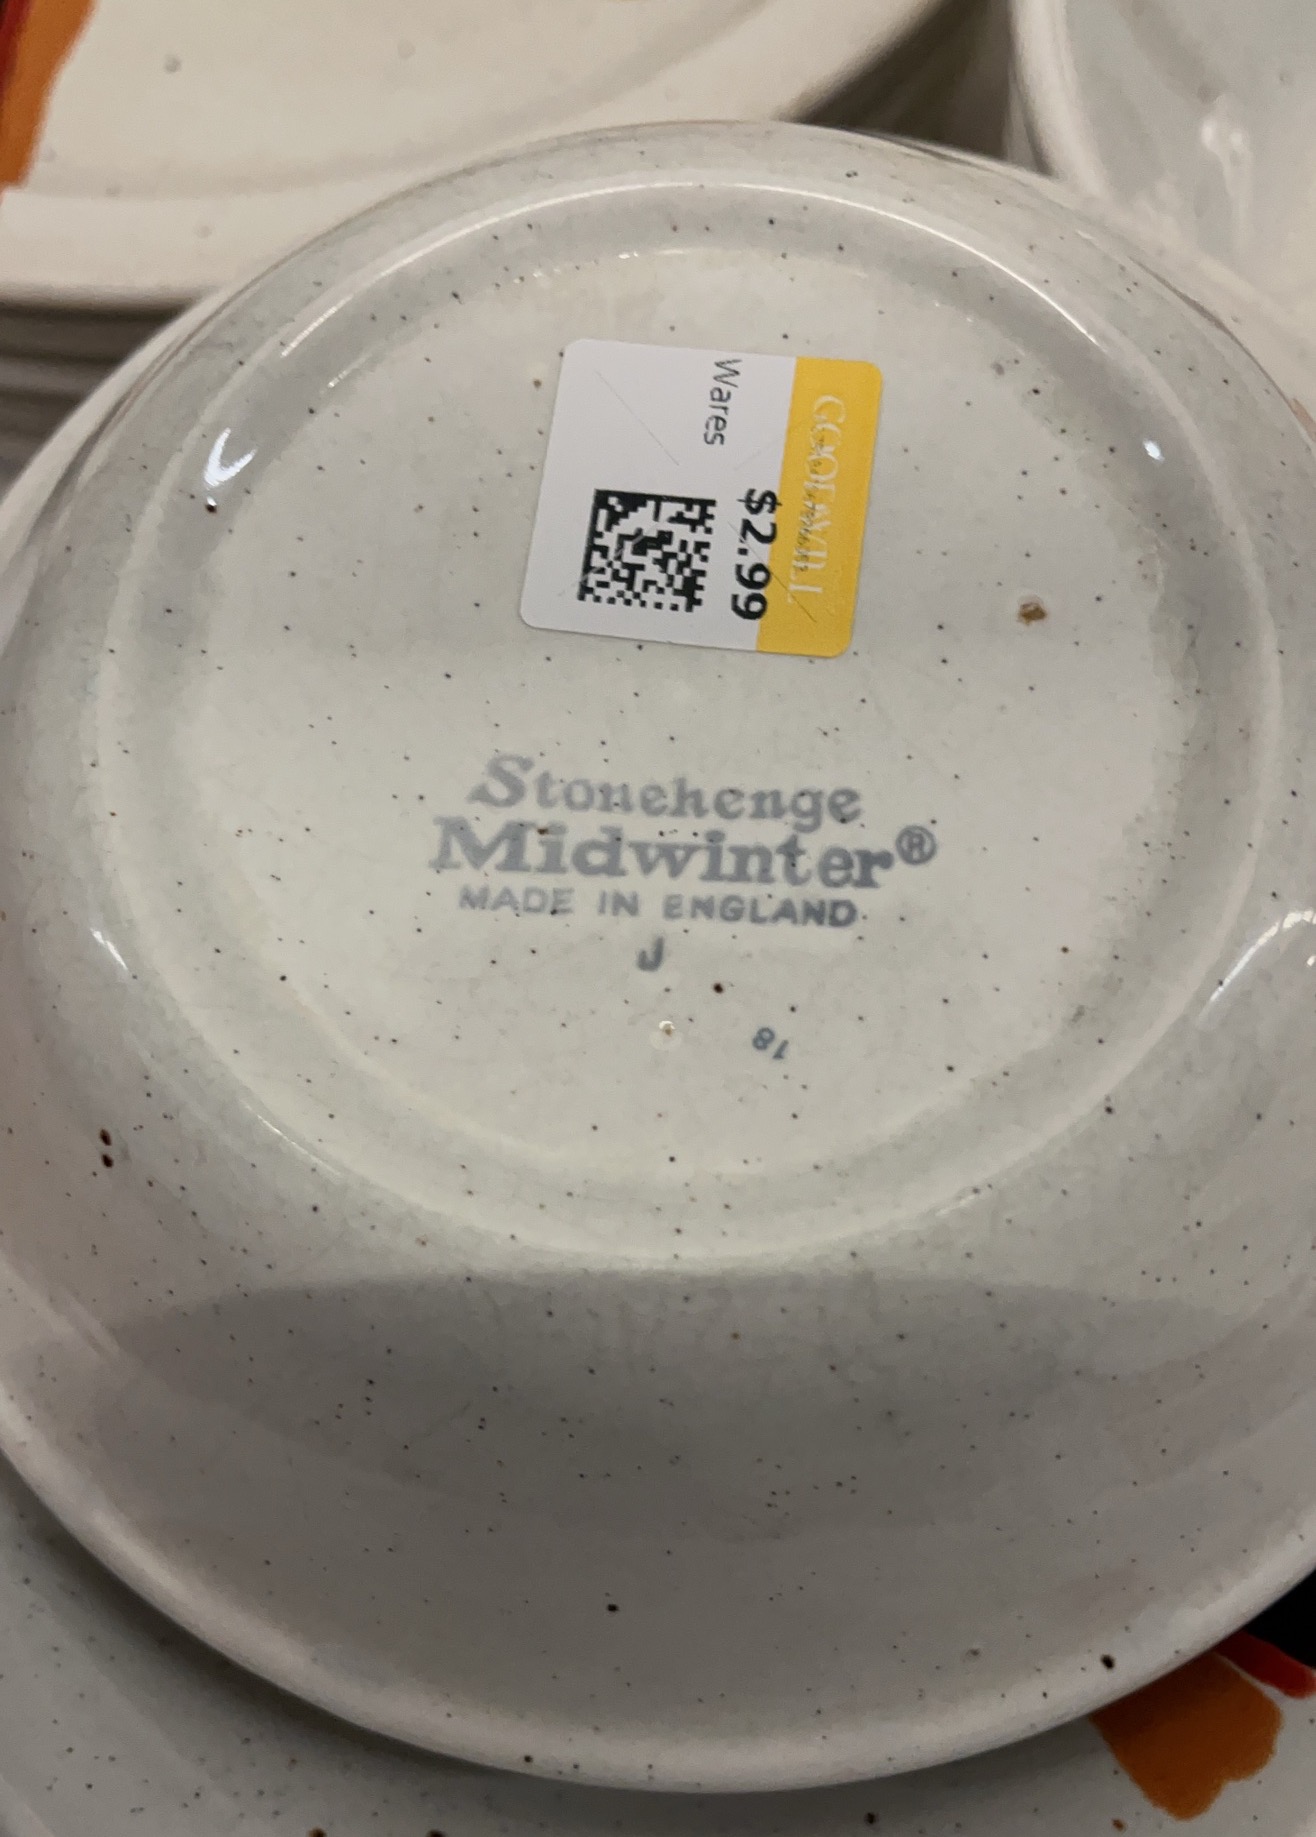 GOODWILL
$2.99
Wares
Stonehenge
Midwinter®
MADE IN ENGLAND
J
18